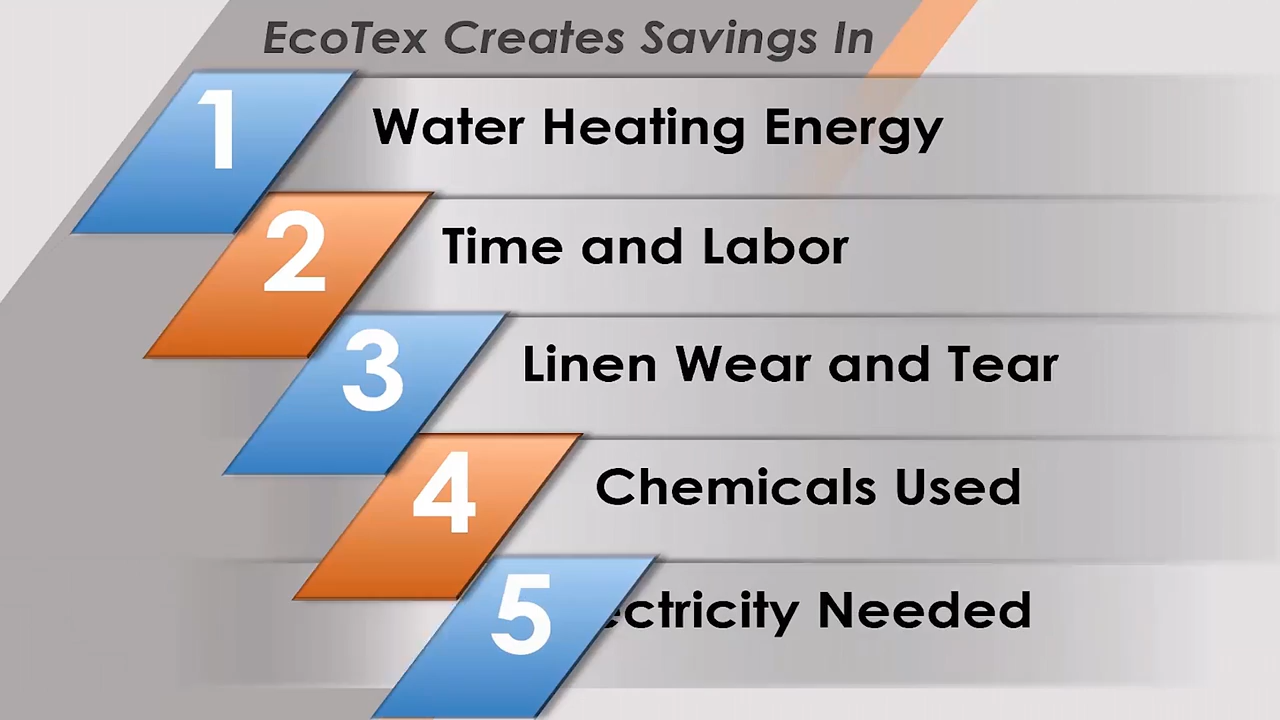 EcoTex Creates Savings In
1 Water Heating Energy
2 Time and Labor
3 Linen Wear and Tear
4 Chemicals Used
5 ectricity Needed